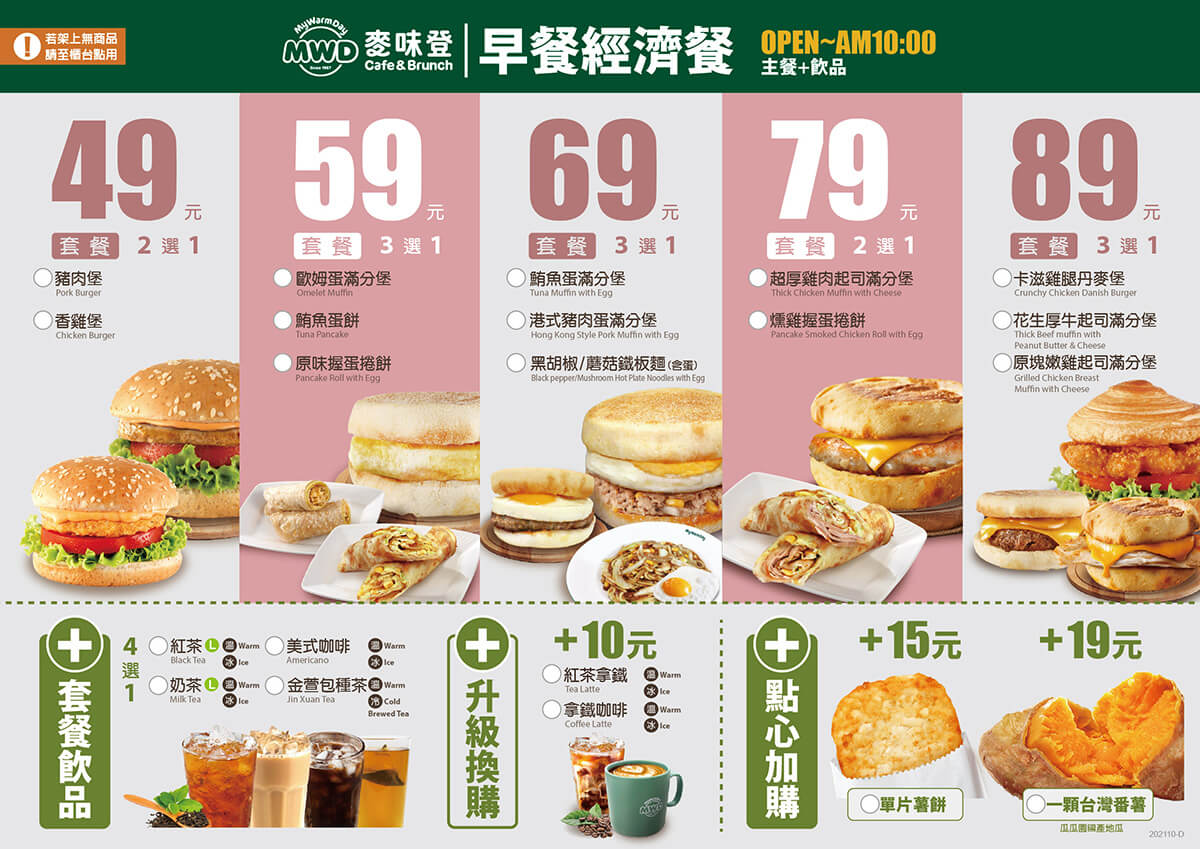 若架上無商品
請至櫃台點用
MyWarmDay
MWD
Since 1987
麥味登
Cafe & Brunch
早餐經濟餐
OPEN~AM10:00
主餐+飲品
49元
套餐 2選1
豬肉堡
Pork Burger
香雞堡
Chicken Burger
59元
套餐 3選1
歐姆蛋滿分堡
Omelet Muffin
鮪魚蛋餅
Tuna Pancake
原味握蛋捲餅
Pancake Roll with Egg
69元
套餐 3選1
鮪魚蛋滿分堡
Tuna Muffin with Egg
港式豬肉蛋滿分堡
Hong Kong Style Pork Muffin with Egg
黑胡椒/蘑菇鐵板麵(含蛋)
Black pepper/Mushroom Hot Plate Noodles with Egg
79元
套餐 2選1
超厚雞肉起司滿分堡
Thick Chicken Muffin with Cheese
燻雞握蛋捲餅
Pancake Smoked Chicken Roll with Egg
89元
套餐 3選1
卡滋雞腿丹麥堡
Crunchy Chicken Danish Burger
花生厚牛起司滿分堡
Thick Beef muffin with
Peanut Butter & Cheese
原塊嫩雞起司滿分堡
Grilled Chicken Breast
Muffin with Cheese
MyWarmDay
+
套餐飲品
4選1
紅茶 L 溫 Warm
Black Tea 冰 Ice
奶茶 L 溫 Warm
Milk Tea 冰 Ice
美式咖啡 溫 Warm
Americano 冰 Ice
金萱包種茶 溫 Warm
Jin Xuan Tea 冷 Cold
Brewed Tea
+
升級換購
+10元
紅茶拿鐵 溫 Warm
Tea Latte 冰 Ice
拿鐵咖啡 溫 Warm
Coffee Latte 冰 Ice
MWD
+
點心加購
+15元
單片薯餅
+19元
一顆台灣番薯
瓜瓜園績產地瓜
202110-D